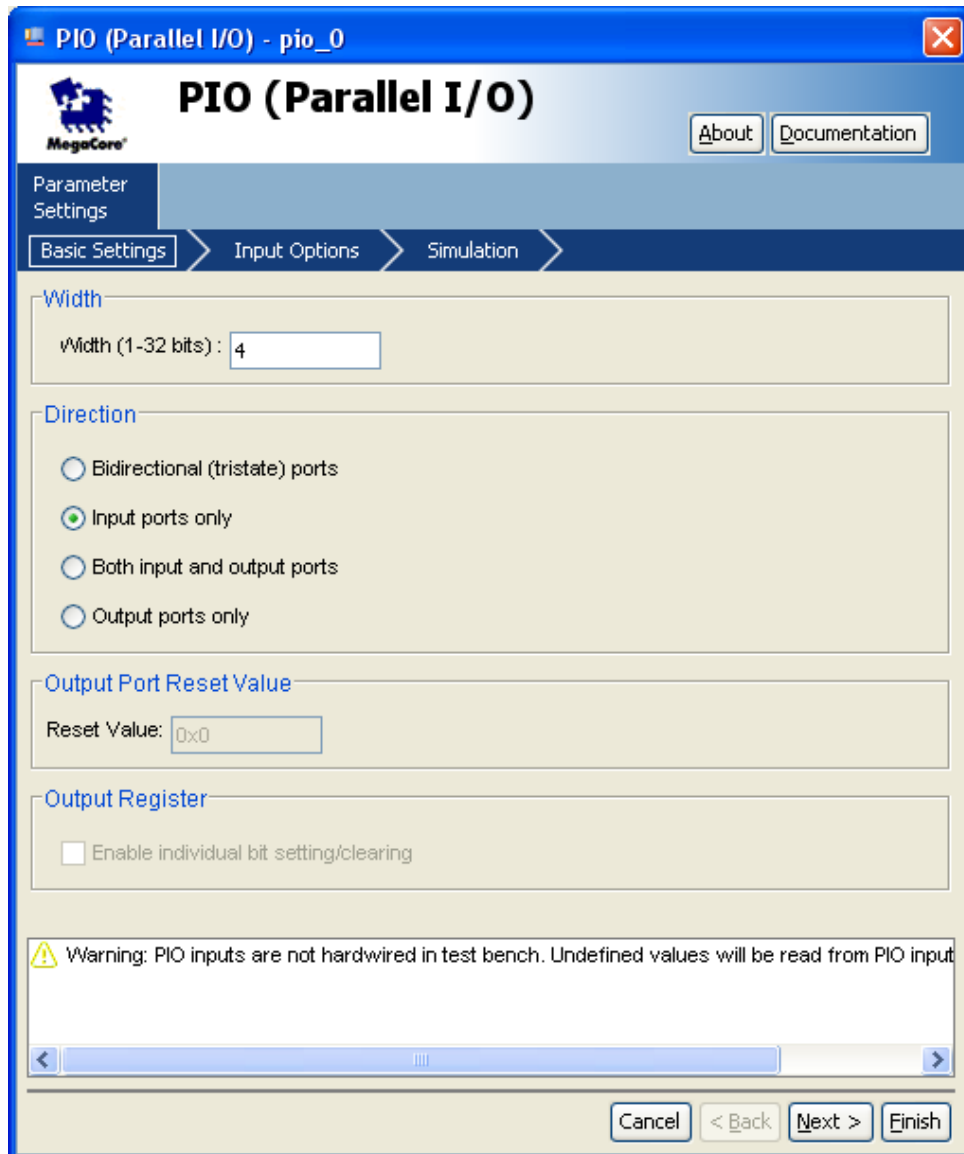 PIO (Parallel I/O) - pio_0
PIO (Parallel I/O)
MegaCore®
About
Documentation
Parameter
Settings
Basic Settings
Input Options
Simulation
Width
Width (1-32 bits) : 4
Direction
Bidirectional (tristate) ports
Input ports only
Both input and output ports
Output ports only
Output Port Reset Value
Reset Value: 0x0
Output Register
Enable individual bit setting/clearing
Warning: PIO inputs are not hardwired in test bench. Undefined values will be read from PIO input
Cancel
< Back
Next >
Finish